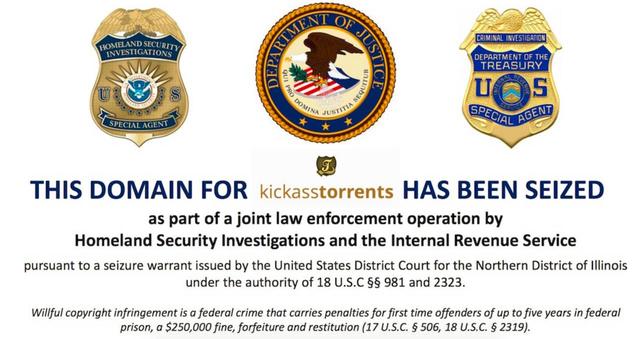 HOMELAND SECURITY
INVESTIGATIONS
U S
SPECIAL AGENT
DEPARTMENT OF JUSTICE
QUI PRO DOMINA JUSTITIA SEQUITUR
CRIMINAL INVESTIGATION
DEPARTMENT OF THE
TREASURY
U S
SPECIAL AGENT
THIS DOMAIN FOR kickasstorrents HAS BEEN SEIZED
as part of a joint law enforcement operation by
Homeland Security Investigations and the Internal Revenue Service
pursuant to a seizure warrant issued by the United States District Court for the Northern District of Illinois
under the authority of 18 U.S.C §§ 981 and 2323.
Willful copyright infringement is a federal crime that carries penalties for first time offenders of up to five years in federal
prison, a $250,000 fine, forfeiture and restitution (17 U.S.C. § 506, 18 U.S.C. § 2319).